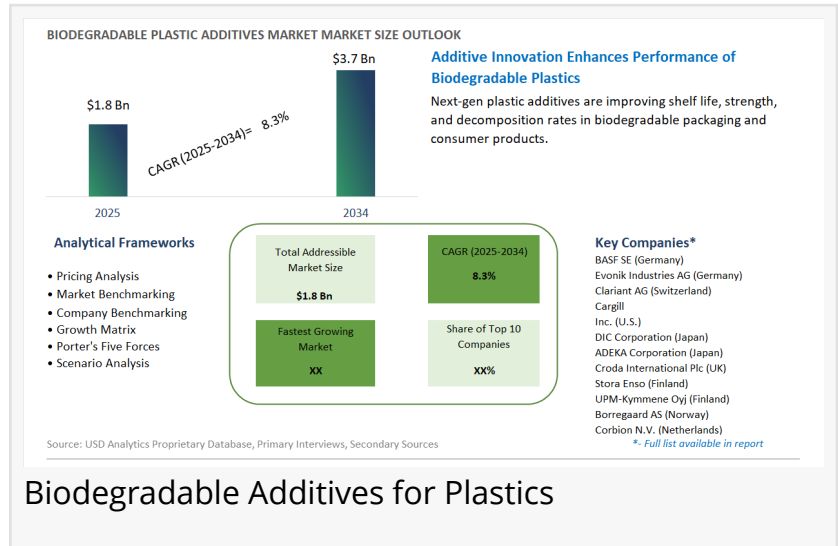 BIODEGRADABLE PLASTIC ADDITIVES MARKET MARKET SIZE OUTLOOK
$1.8 Bn
$3.7 Bn
CAGR (2025-2034)= 8.3%
2025
2034
Additive Innovation Enhances Performance of
Biodegradable Plastics
Next-gen plastic additives are improving shelf life, strength,
and decomposition rates in biodegradable packaging and
consumer products.
Analytical Frameworks
• Pricing Analysis
• Market Benchmarking
• Company Benchmarking
• Growth Matrix
• Porter's Five Forces
• Scenario Analysis
Total Addressible
Market Size
$1.8 Bn
CAGR (2025-2034)
8.3%
Fastest Growing
Market
XX
Share of Top 10
Companies
XX%
Key Companies*
BASF SE (Germany)
Evonik Industries AG (Germany)
Clariant AG (Switzerland)
Cargill
Inc. (U.S.)
DIC Corporation (Japan)
ADEKA Corporation (Japan)
Croda International Plc (UK)
Stora Enso (Finland)
UPM-Kymmene Oyj (Finland)
Borregaard AS (Norway)
Corbion N.V. (Netherlands)
*- Full list available in report
Source: USD Analytics Proprietary Database, Primary Interviews, Secondary Sources
Biodegradable Additives for Plastics